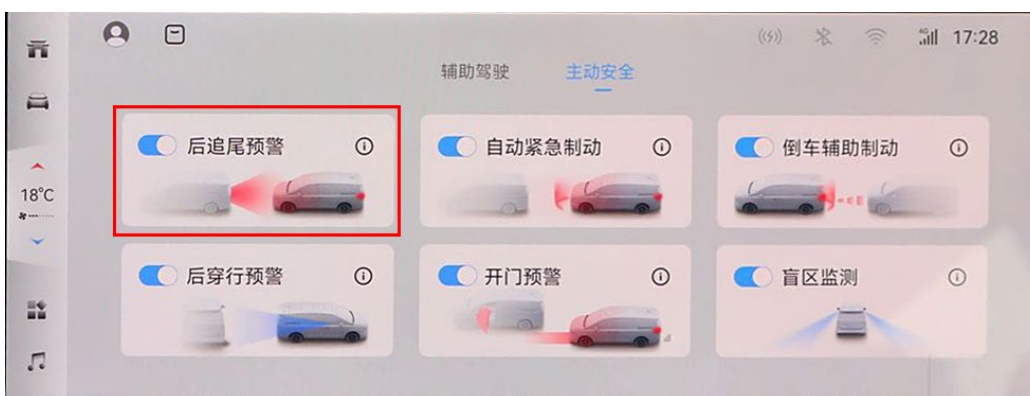 4G
17:28
辅助驾驶
主动安全
后追尾预警
自动紧急制动
倒车辅助制动
18°C
后穿行预警
开门预警
盲区监测